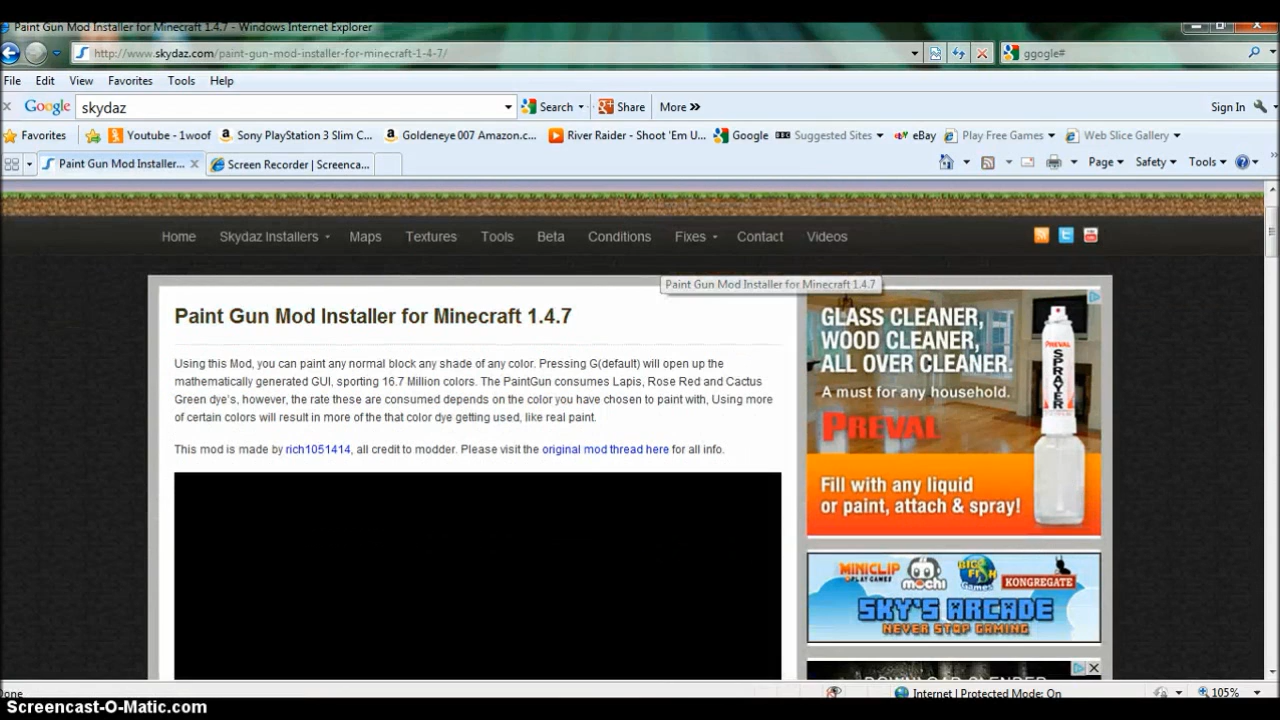 Paint Gun Mod Installer for Minecraft 1.4.7 - Windows Internet Explorer
http://www.skydaz.com/paint-gun-mod-installer-for-minecraft-1-4-7/
ggogle#
File Edit View Favorites Tools Help
Google skydaz Search Share More Sign In
Favorites Youtube - 1woof Sony PlayStation 3 Slim C... Goldeneye 007 Amazon.c... River Raider - Shoot 'Em U... Google Suggested Sites eBay Play Free Games Web Slice Gallery
Paint Gun Mod Installer... Screen Recorder | Screenca... Page Safety Tools
Home Skydaz Installers Maps Textures Tools Beta Conditions Fixes Contact Videos
Paint Gun Mod Installer for Minecraft 1.4.7
Paint Gun Mod Installer for Minecraft 1.4.7
Using this Mod, you can paint any normal block any shade of any color. Pressing G(default) will open up the
mathematically generated GUI, sporting 16.7 Million colors. The PaintGun consumes Lapis, Rose Red and Cactus
Green dye's, however, the rate these are consumed depends on the color you have chosen to paint with, Using more
of certain colors will result in more of the that color dye getting used, like real paint.
This mod is made by rich1051414, all credit to modder. Please visit the original mod thread here for all info.
GLASS CLEANER,
WOOD CLEANER,
ALL OVER CLEANER.
A must for any household.
PREVAL
PREVAL
SPRAYER
Fill with any liquid
or paint, attach & spray!
MINICLIP
PLAY GAMES
mochi
BIG FISH
Games
KONGREGATE
SKY'S ARCADE
NEVER STOP GAMING
DOWNLOAD SLENDER
Done
Internet | Protected Mode: On
105%
Screencast-O-Matic.com